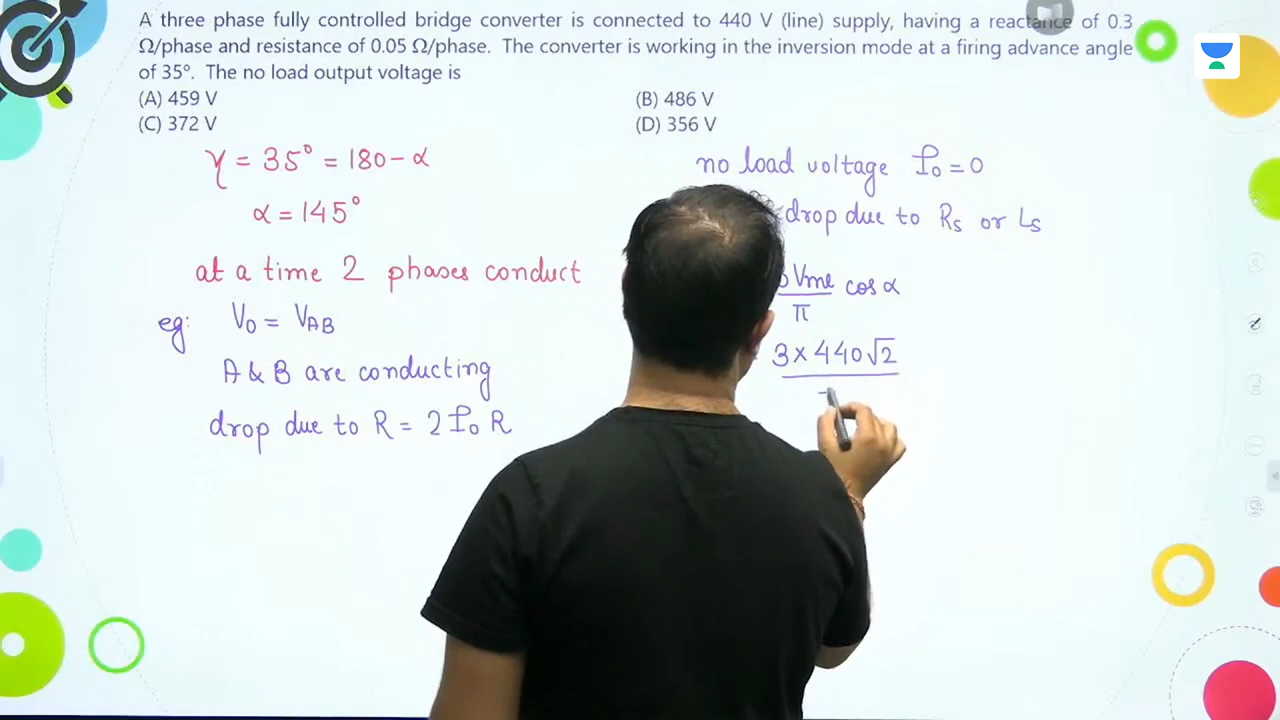 A three phase fully controlled bridge converter is connected to 440 V (line) supply, having a reactance of 0.3
Ω/phase and resistance of 0.05 Ω/phase. The converter is working in the inversion mode at a firing advance angle
of 35°. The no load output voltage is
(A) 459 V
(B) 486 V
(C) 372 V
(D) 356 V
γ = 35° = 180 - α
α = 145°
at a time 2 phases conduct
eg: V₀ = V_AB
A & B are conducting
drop due to R = 2 I₀ R
no load voltage I₀ = 0
drop due to Rs or Ls
Vml cos α
π
3 × 440√2